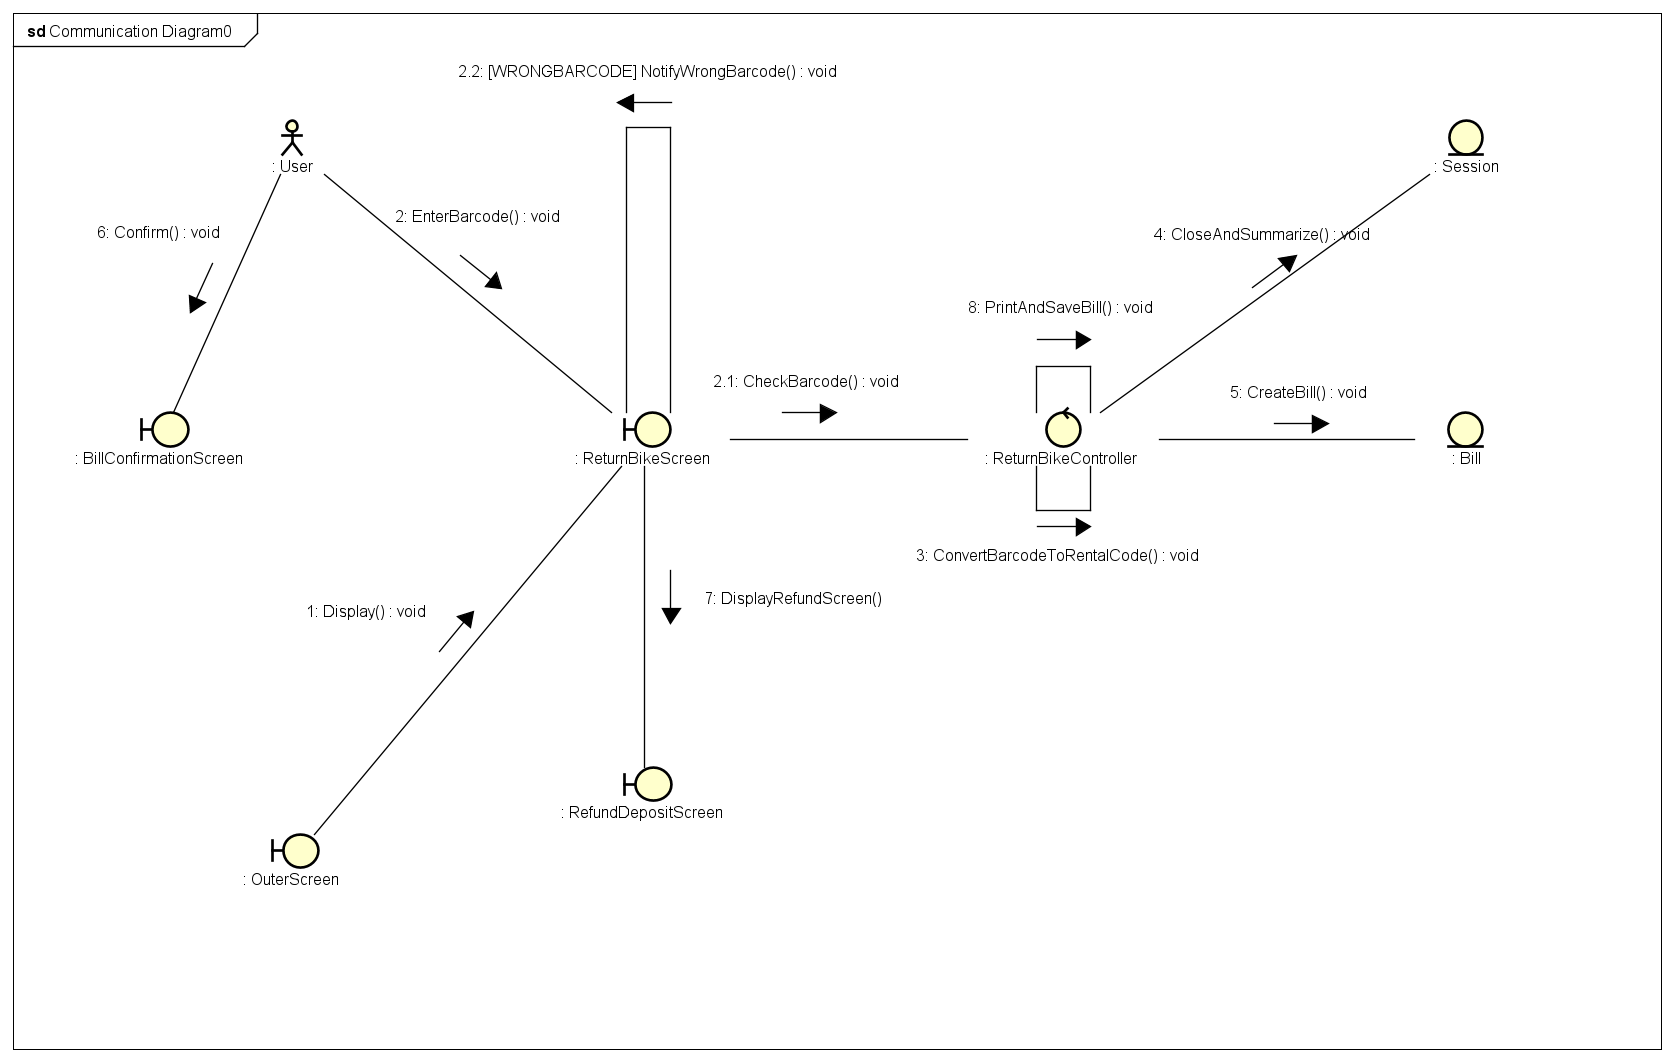 sd Communication Diagram0
2.2: [WRONGBARCODE] NotifyWrongBarcode() : void
: User
: Session
2: EnterBarcode() : void
6: Confirm() : void
4: CloseAndSummarize() : void
8: PrintAndSaveBill() : void
2.1: CheckBarcode() : void
5: CreateBill() : void
: BillConfirmationScreen
: ReturnBikeScreen
: ReturnBikeController
: Bill
3: ConvertBarcodeToRentalCode() : void
7: DisplayRefundScreen()
1: Display() : void
: RefundDepositScreen
: OuterScreen